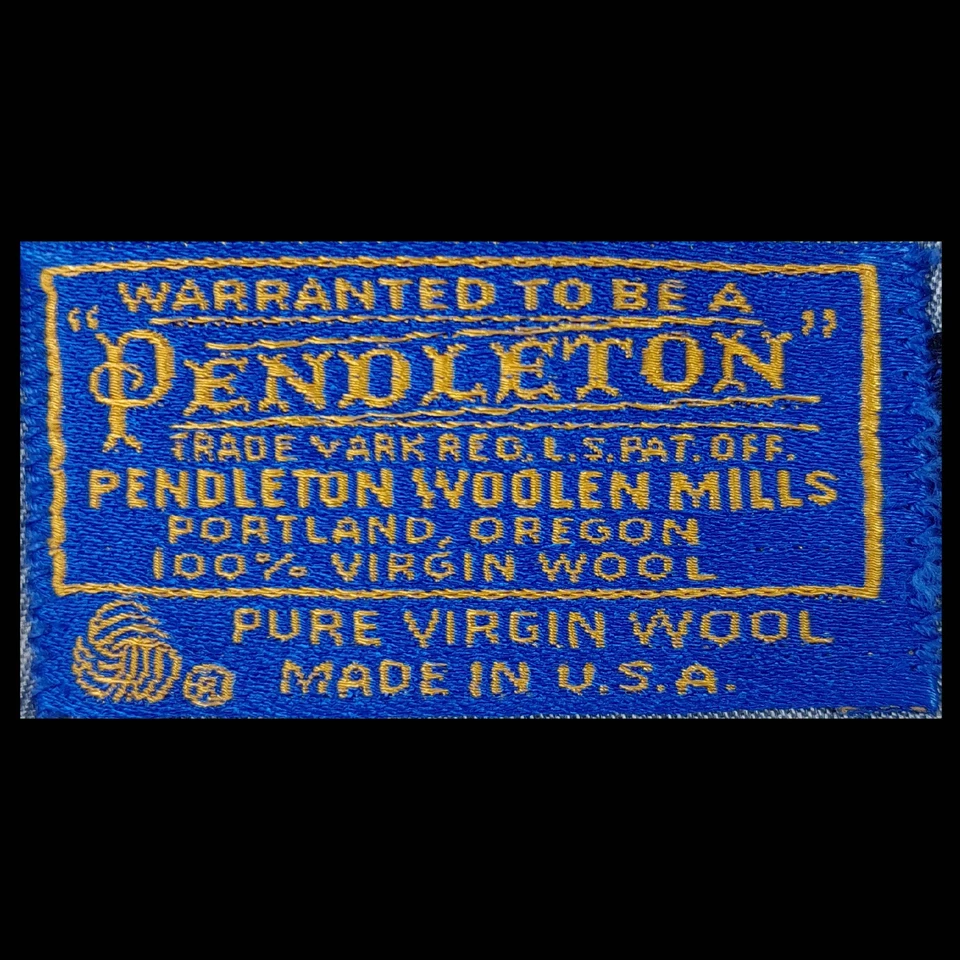 WARRANTED TO BE A
“PENDLETON”
TRADE MARK REG. U.S. PAT. OFF.
PENDLETON WOOLEN MILLS
PORTLAND, OREGON
100% VIRGIN WOOL
PURE VIRGIN WOOL
® MADE IN U.S.A.